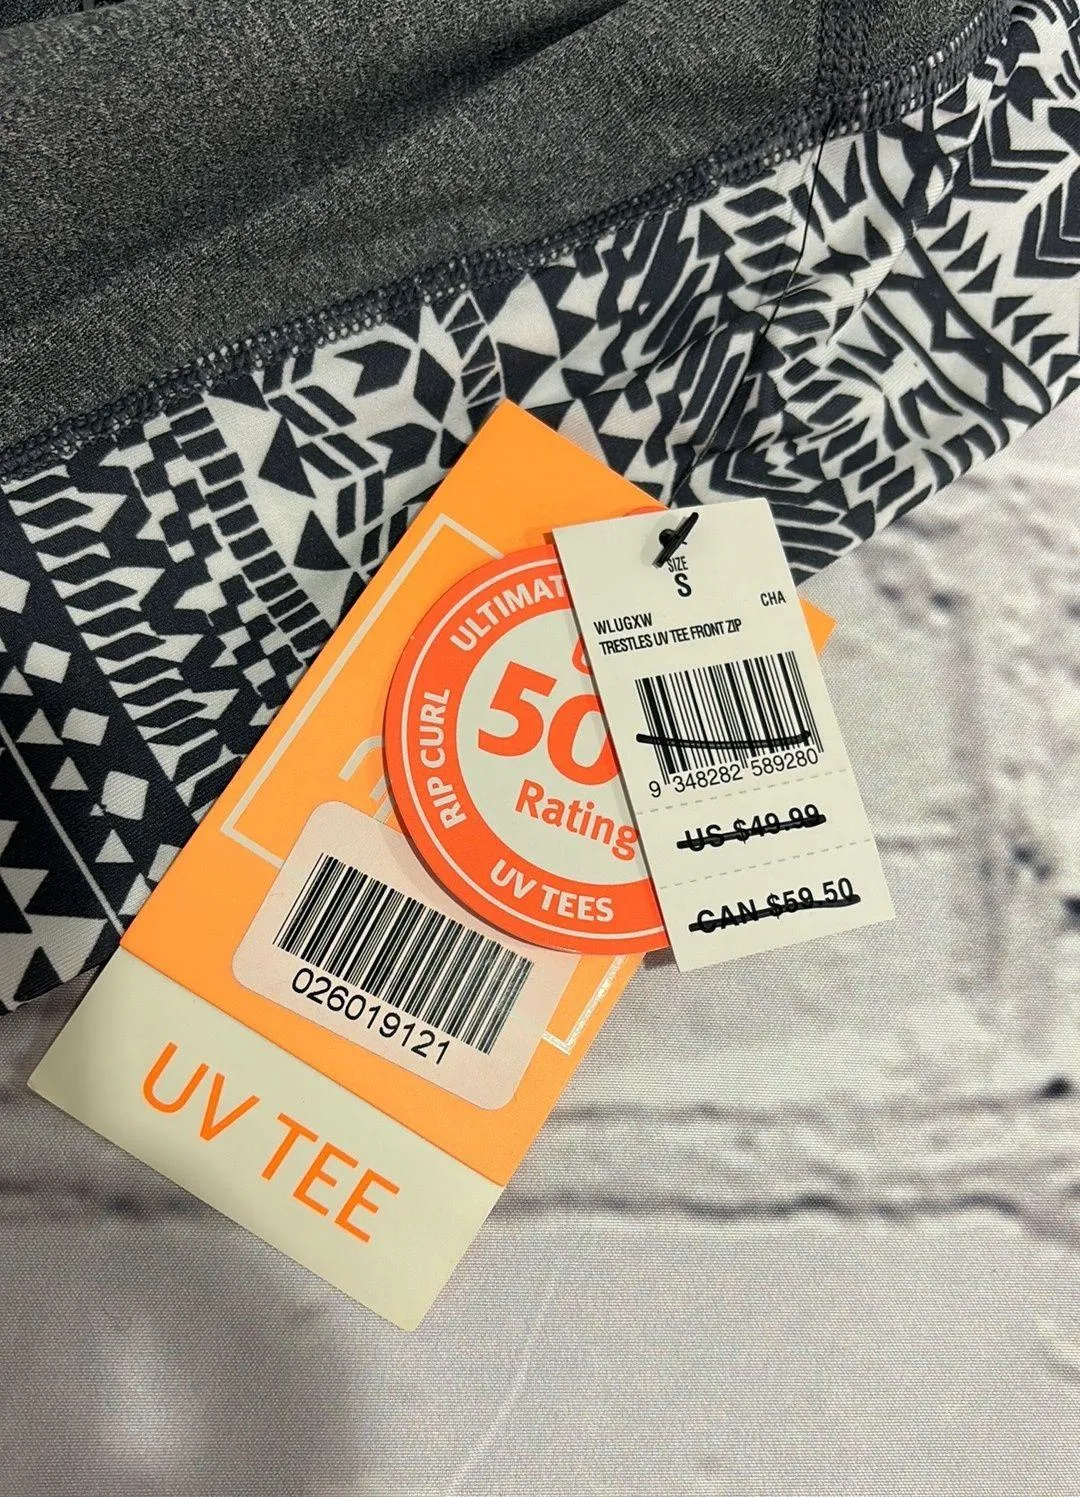 SIZE
S
CHA
WLUGXW
TRESTLES UV TEE FRONT ZIP
9 348282 589280
US $49.99
CAN $59.50
RIP CURL
50
Rating
UV TEES
026019121
UV TEE